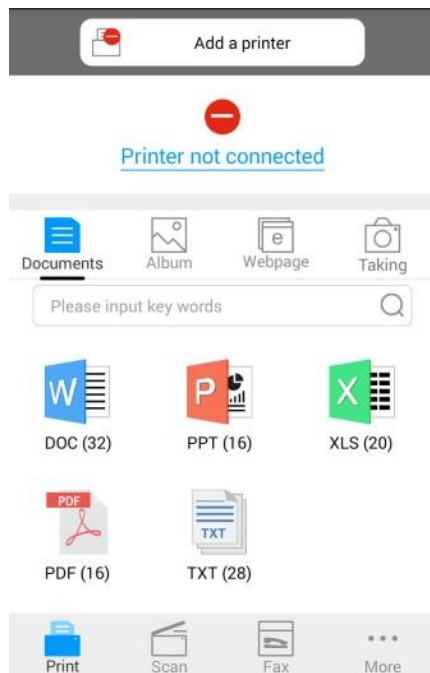 Add a printer
Printer not connected
Documents Album Webpage Taking
Please input key words
W P X
DOC (32) PPT (16) XLS (20)
PDF TXT
PDF (16) TXT (28)
Print Scan Fax More